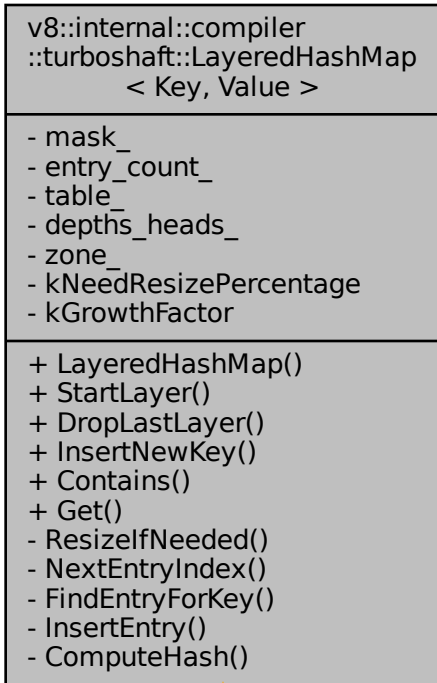 v8::internal::compiler
::turboshaft::LayeredHashMap
< Key, Value >
- mask_
- entry_count_
- table_
- depths_heads_
- zone_
- kNeedResizePercentage
- kGrowthFactor
+ LayeredHashMap()
+ StartLayer()
+ DropLastLayer()
+ InsertNewKey()
+ Contains()
+ Get()
- ResizeIfNeeded()
- NextEntryIndex()
- FindEntryForKey()
- InsertEntry()
- ComputeHash()